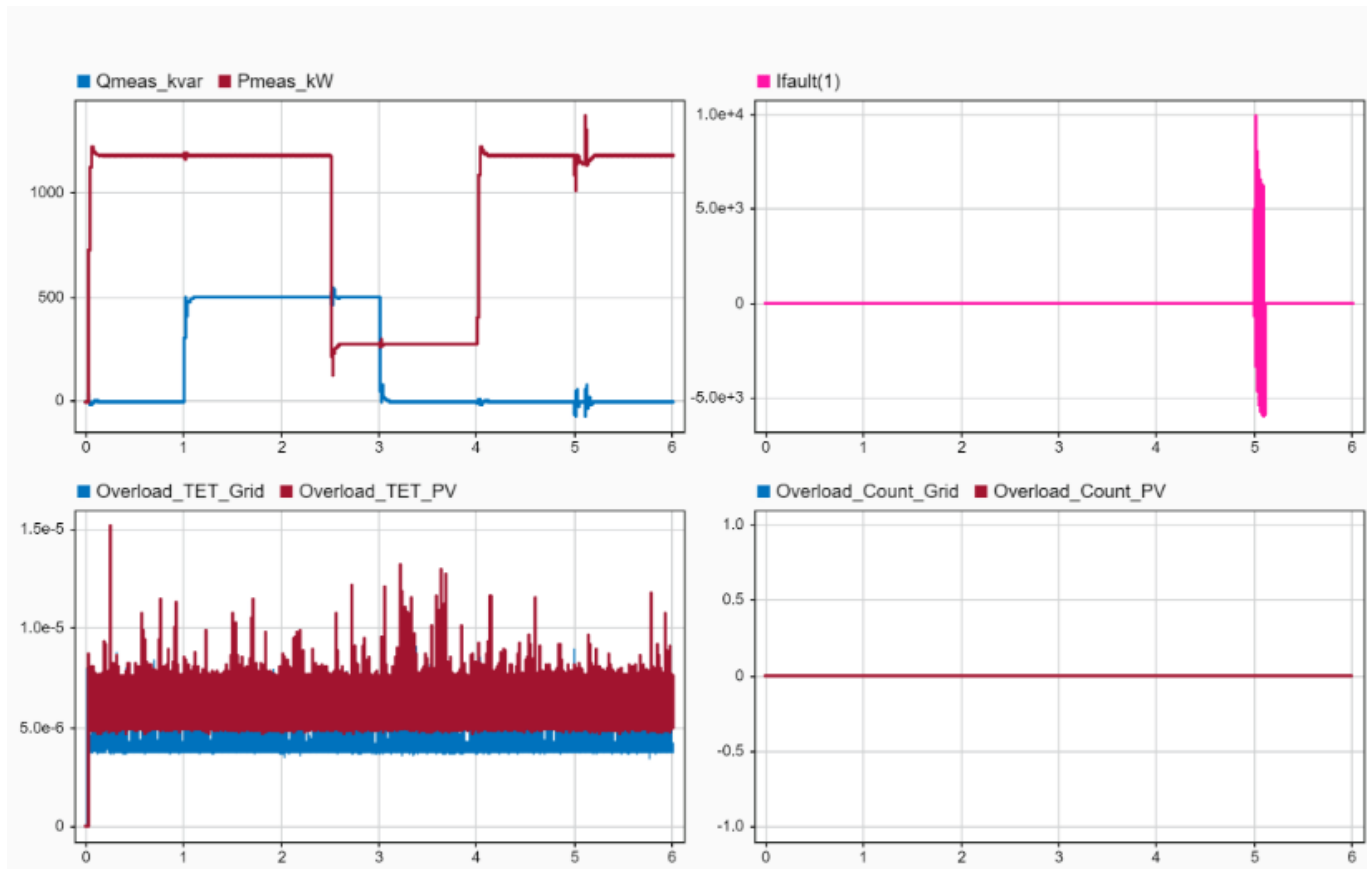 Qmeas_kvar Pmeas_kW
1000
500
0
0 1 2 3 4 5 6
Ifault(1)
1.0e+4
5.0e+3
0
-5.0e+3
0 1 2 3 4 5 6
Overload_TET_Grid Overload_TET_PV
1.5e-5
1.0e-5
5.0e-6
0
0 1 2 3 4 5 6
Overload_Count_Grid Overload_Count_PV
1.0
0.5
0
-0.5
-1.0
0 1 2 3 4 5 6